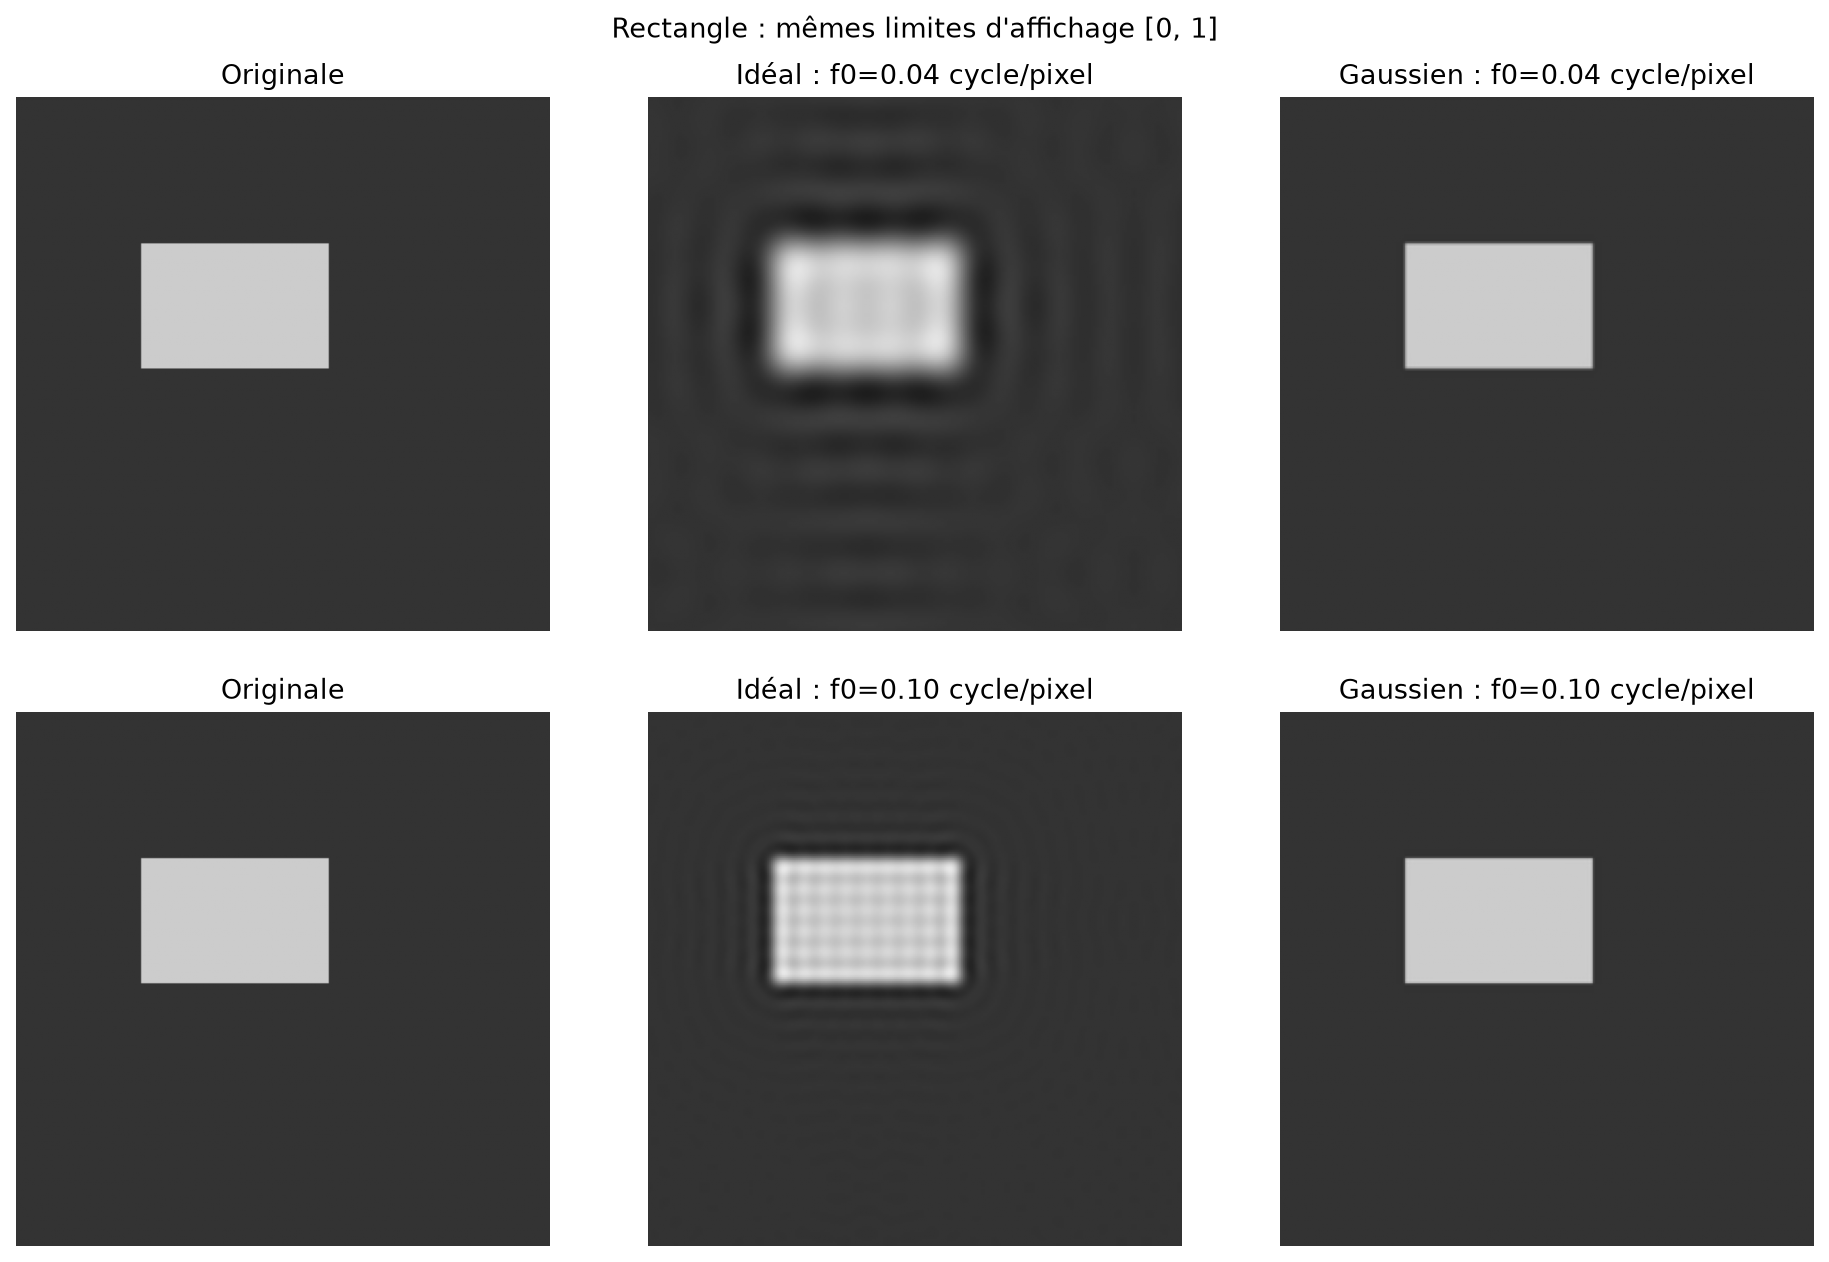 Rectangle : mêmes limites d'affichage [0, 1]
Originale
Idéal : f0=0.04 cycle/pixel
Gaussien : f0=0.04 cycle/pixel
Originale
Idéal : f0=0.10 cycle/pixel
Gaussien : f0=0.10 cycle/pixel